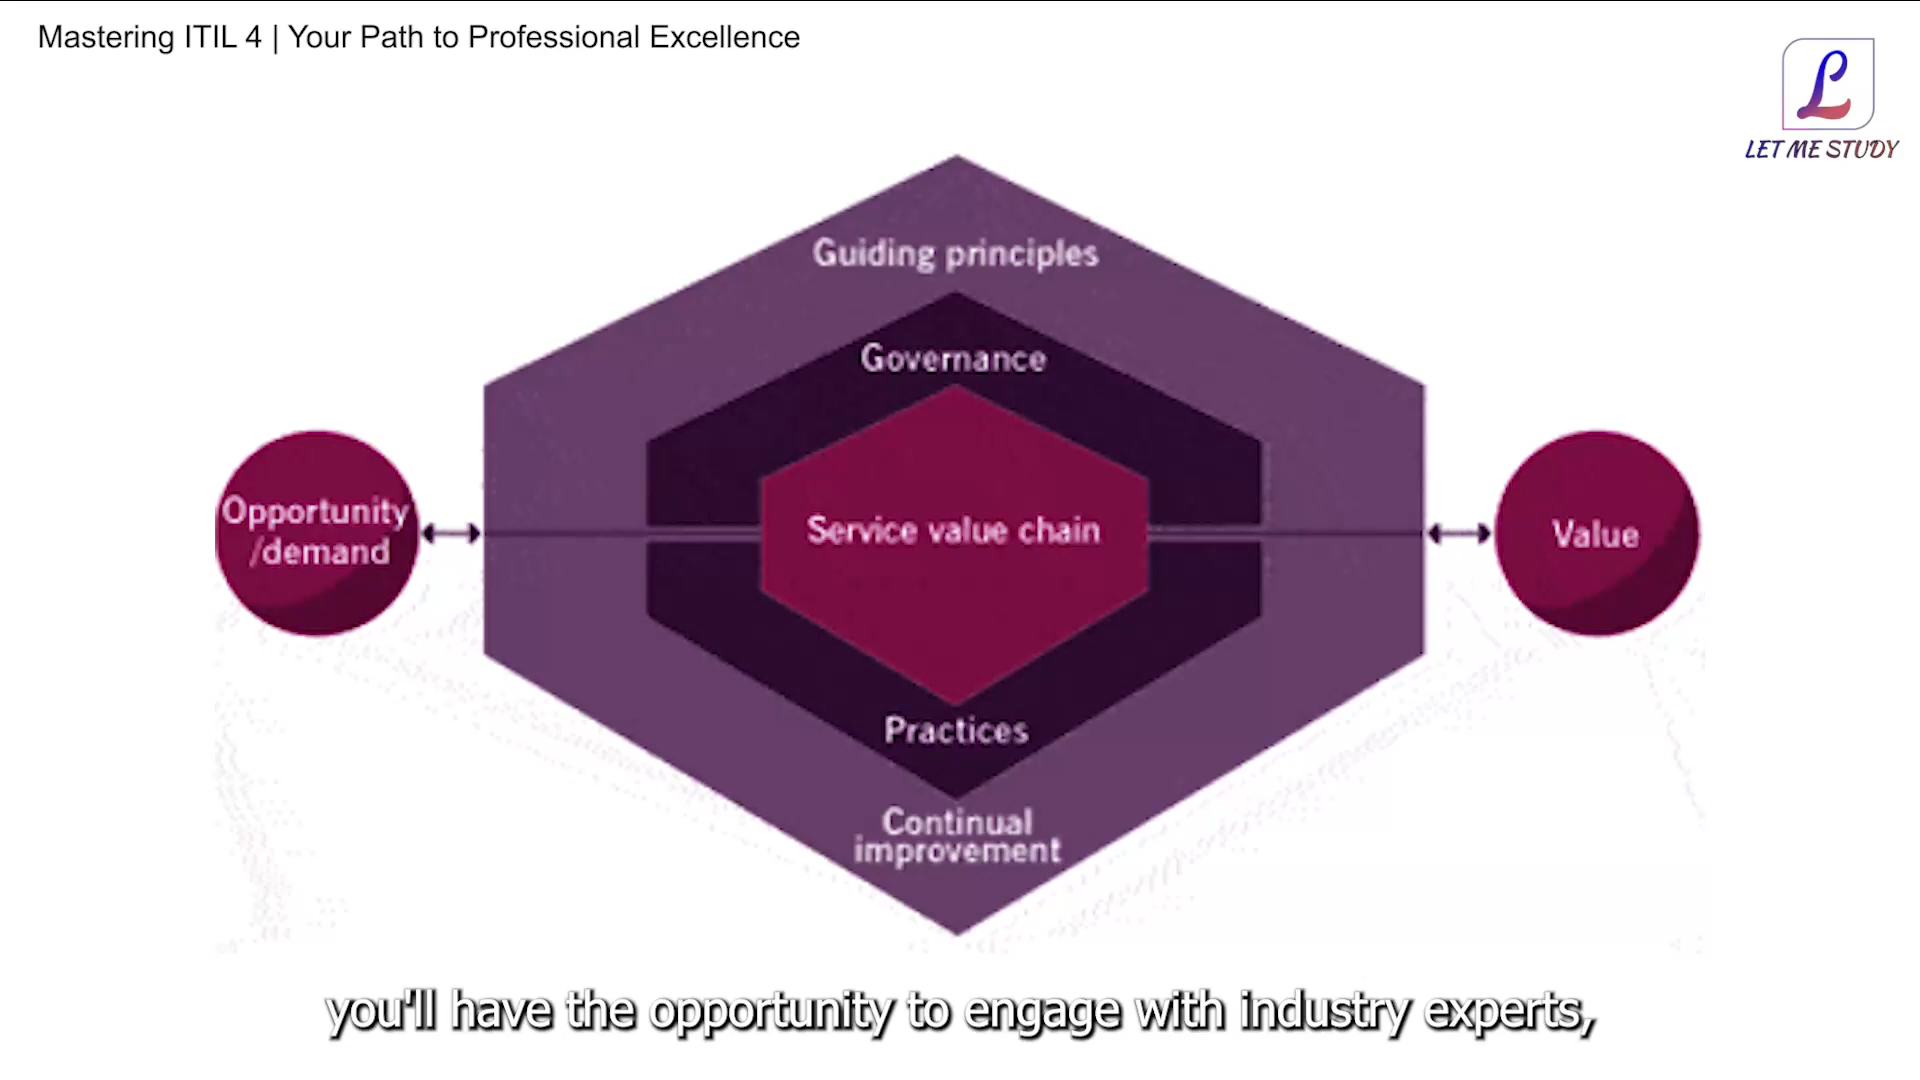 Mastering ITIL 4 | Your Path to Professional Excellence
L
LET ME STUDY
Guiding principles
Governance
Opportunity
/demand
Service value chain
Value
Practices
Continual
improvement
you'll have the opportunity to engage with industry experts,